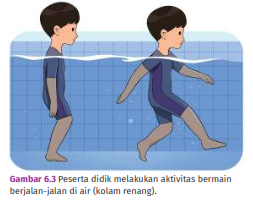 Gambar 6.3 Peserta didik melakukan aktivitas bermain
berjalan-jalan di air (kolam renang).